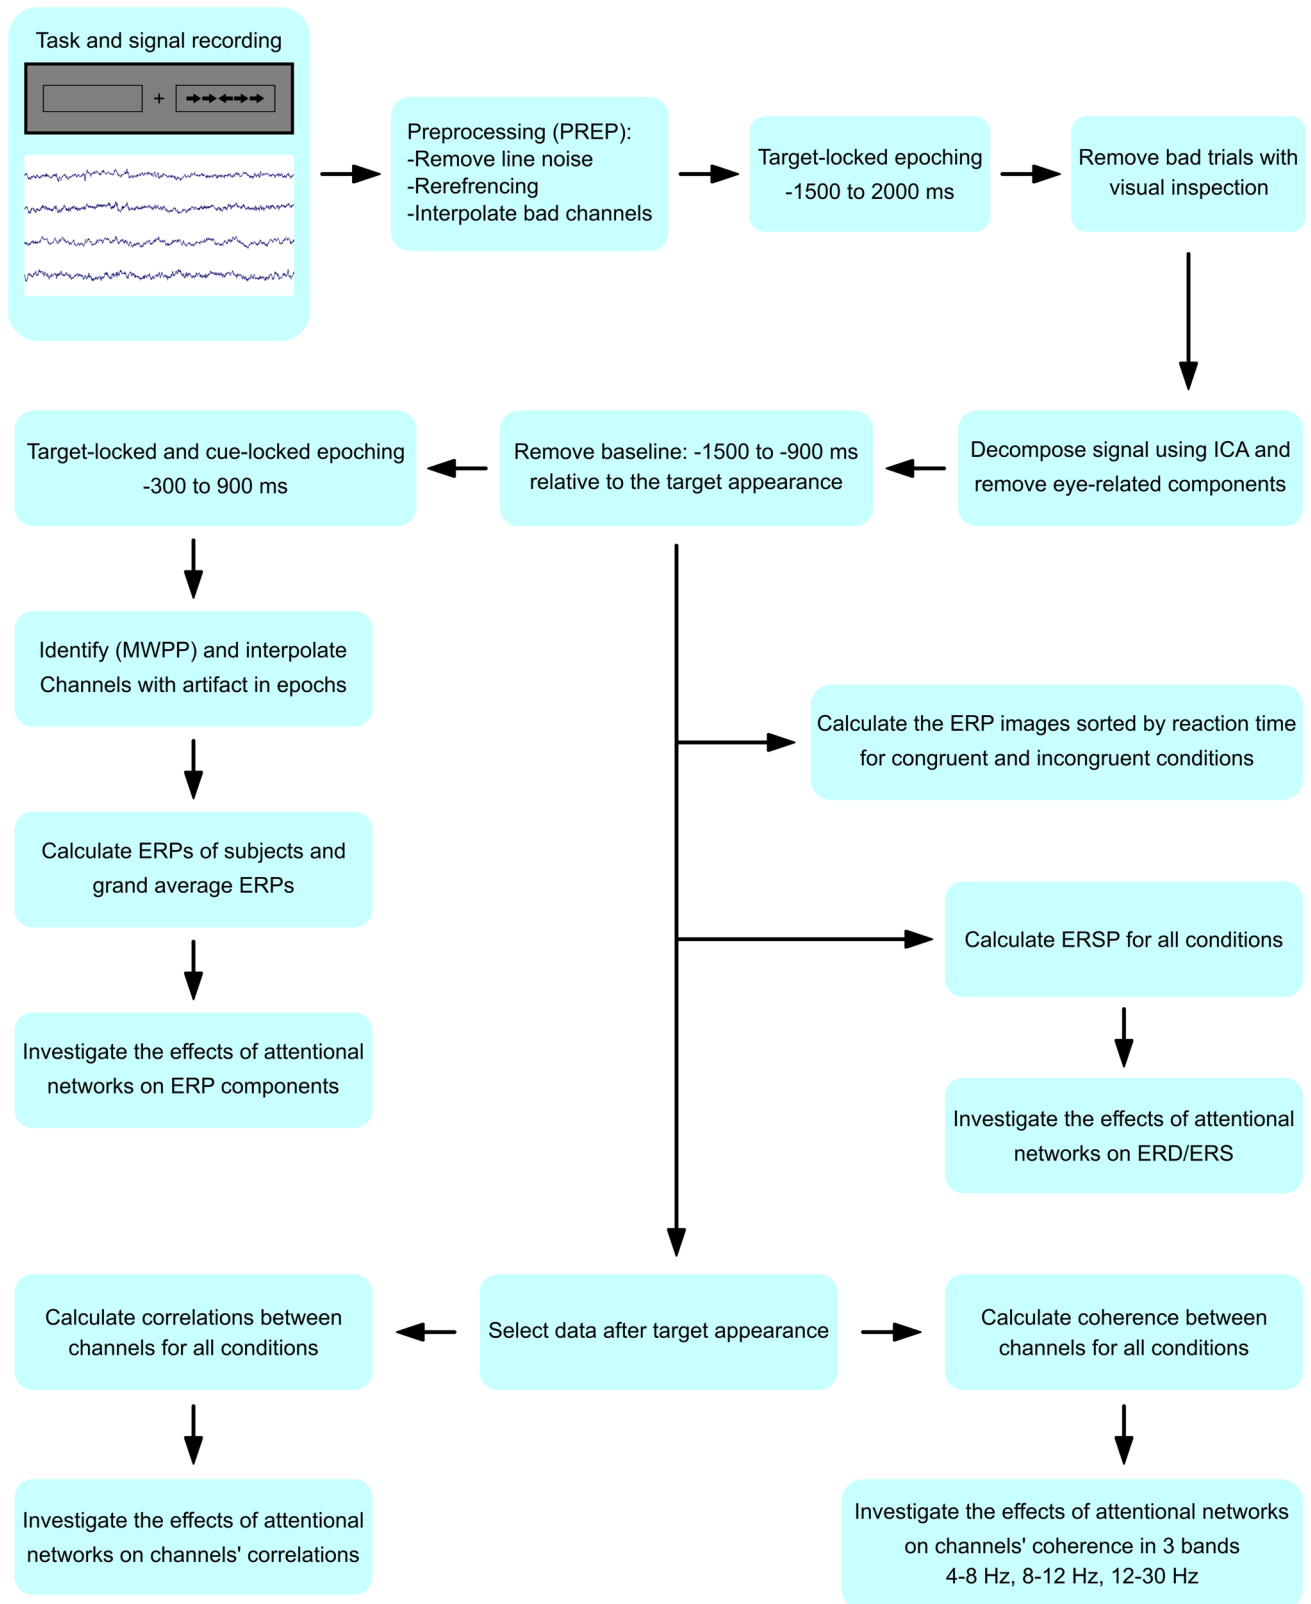 Task and signal recording
+
Preprocessing (PREP):
-Remove line noise
-Rerefrencing
-Interpolate bad channels
Target-locked epoching
-1500 to 2000 ms
Remove bad trials with
visual inspection
Decompose signal using ICA and
remove eye-related components
Remove baseline: -1500 to -900 ms
relative to the target appearance
Target-locked and cue-locked epoching
-300 to 900 ms
Identify (MWPP) and interpolate
Channels with artifact in epochs
Calculate ERPs of subjects and
grand average ERPs
Investigate the effects of attentional
networks on ERP components
Calculate the ERP images sorted by reaction time
for congruent and incongruent conditions
Calculate ERSP for all conditions
Investigate the effects of attentional
networks on ERD/ERS
Select data after target appearance
Calculate correlations between
channels for all conditions
Investigate the effects of attentional
networks on channels' correlations
Calculate coherence between
channels for all conditions
Investigate the effects of attentional networks
on channels' coherence in 3 bands
4-8 Hz, 8-12 Hz, 12-30 Hz